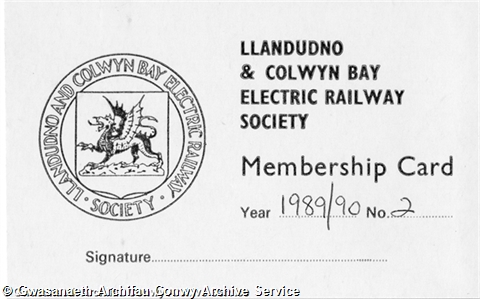 LLANDUDNO AND COLWYN BAY ELECTRIC RAILWAY
· SOCIETY ·
LLANDUDNO
& COLWYN BAY
ELECTRIC RAILWAY
SOCIETY
Membership Card
Year 1989/90 No. 2
Signature
© Gwasanaeth Archifau Conwy Archive Service